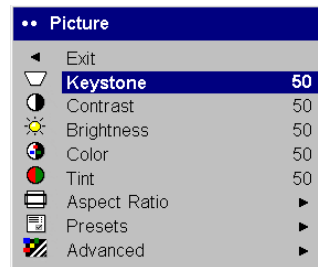 •• Picture
Exit
Keystone 50
Contrast 50
Brightness 50
Color 50
Tint 50
Aspect Ratio
Presets
Advanced